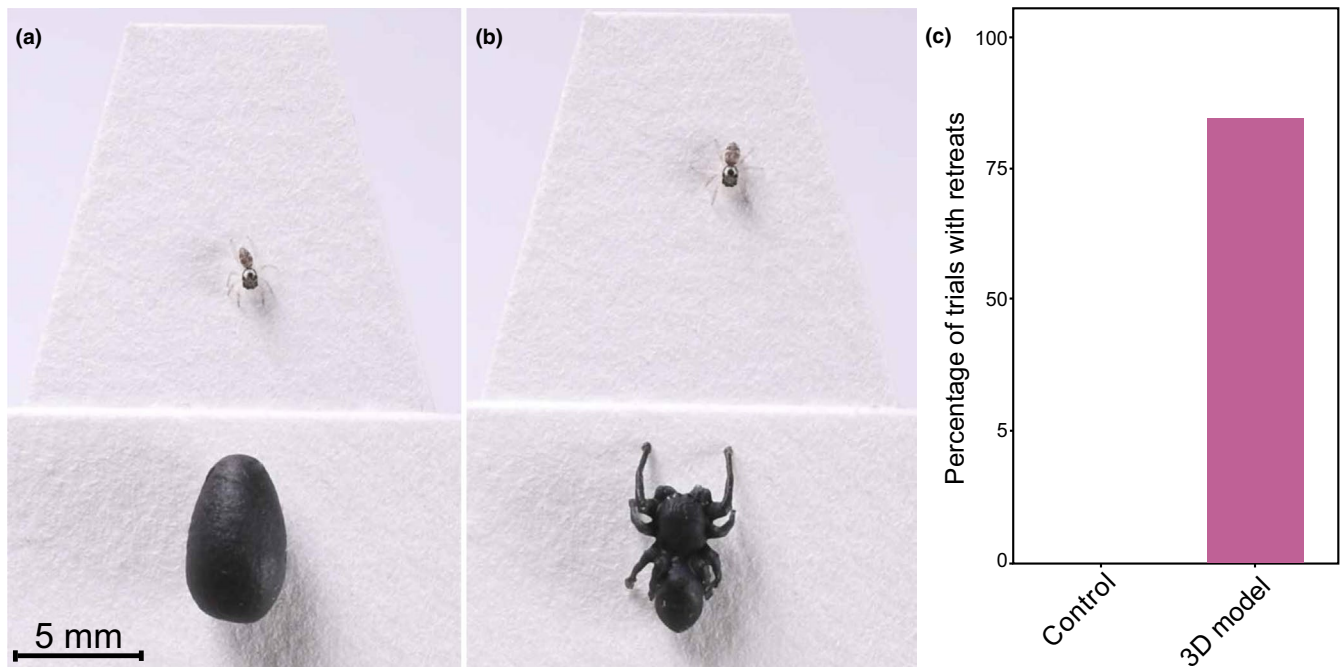 (a)
5 mm
(b)
(c)
Percentage of trials with retreats
100
75
50
5
0
Control
3D model